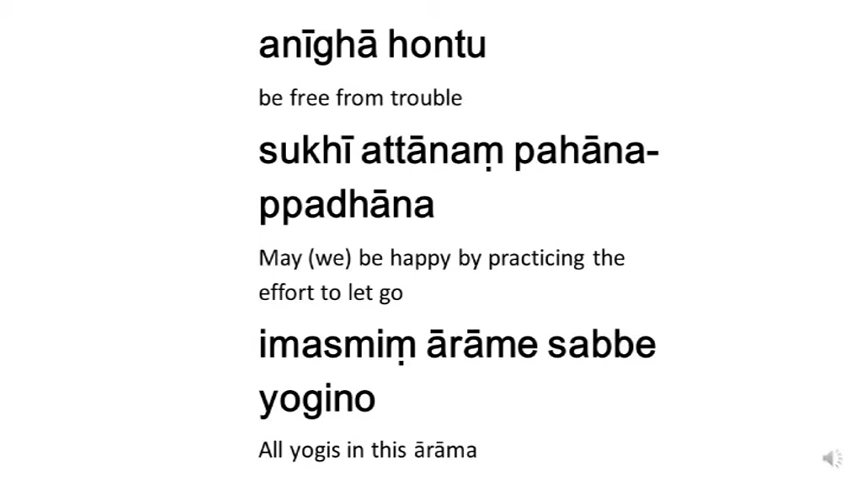 anīghā hontu
be free from trouble
sukhī attānaṃ pahāna-
ppadhāna
May (we) be happy by practicing the
effort to let go
imasmiṃ ārāme sabbe
yogino
All yogis in this ārāma